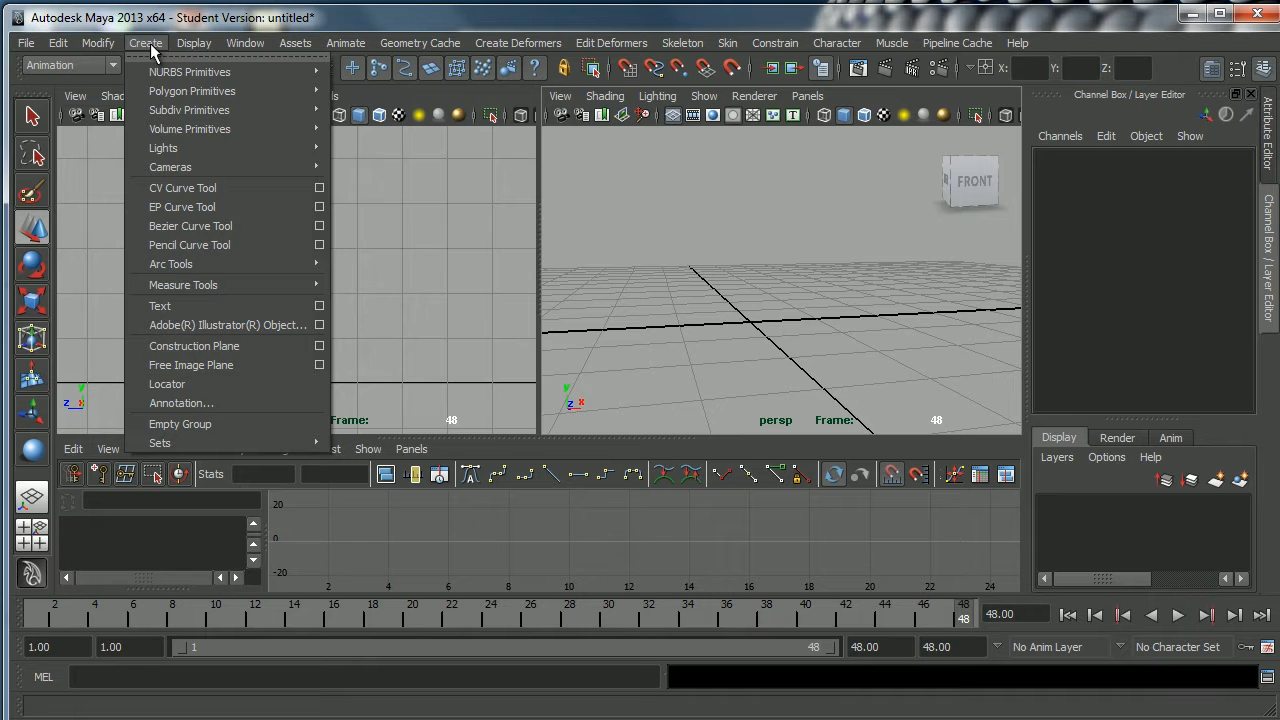 Autodesk Maya 2013 x64 - Student Version: untitled*
File Edit Modify Create Display Window Assets Animate Geometry Cache Create Deformers Edit Deformers Skeleton Skin Constrain Character Muscle Pipeline Cache Help
Animation X: Y: Z:
NURBS Primitives
Polygon Primitives
Subdiv Primitives
Volume Primitives
Lights
Cameras
CV Curve Tool
EP Curve Tool
Bezier Curve Tool
Pencil Curve Tool
Arc Tools
Measure Tools
Text
Adobe(R) Illustrator(R) Object...
Construction Plane
Free Image Plane
Locator
Annotation...
Empty Group
Sets
View
y
z x
Frame: 48
View Shading Lighting Show Renderer Panels
FRONT
y
z x
persp Frame: 48
Channel Box / Layer Editor
Channels Edit Object Show
Attribute Editor
Channel Box / Layer Editor
Display Render Anim
Layers Options Help
Edit View Show Panels
Stats
20
0
-20
2 4 6 8 10 12 14 16 18 20 22 24
2 4 6 8 10 12 14 16 18 20 22 24 26 28 30 32 34 36 38 40 42 44 46 48
48
48.00
1.00 1.00 1 48 48.00 48.00 No Anim Layer No Character Set
MEL